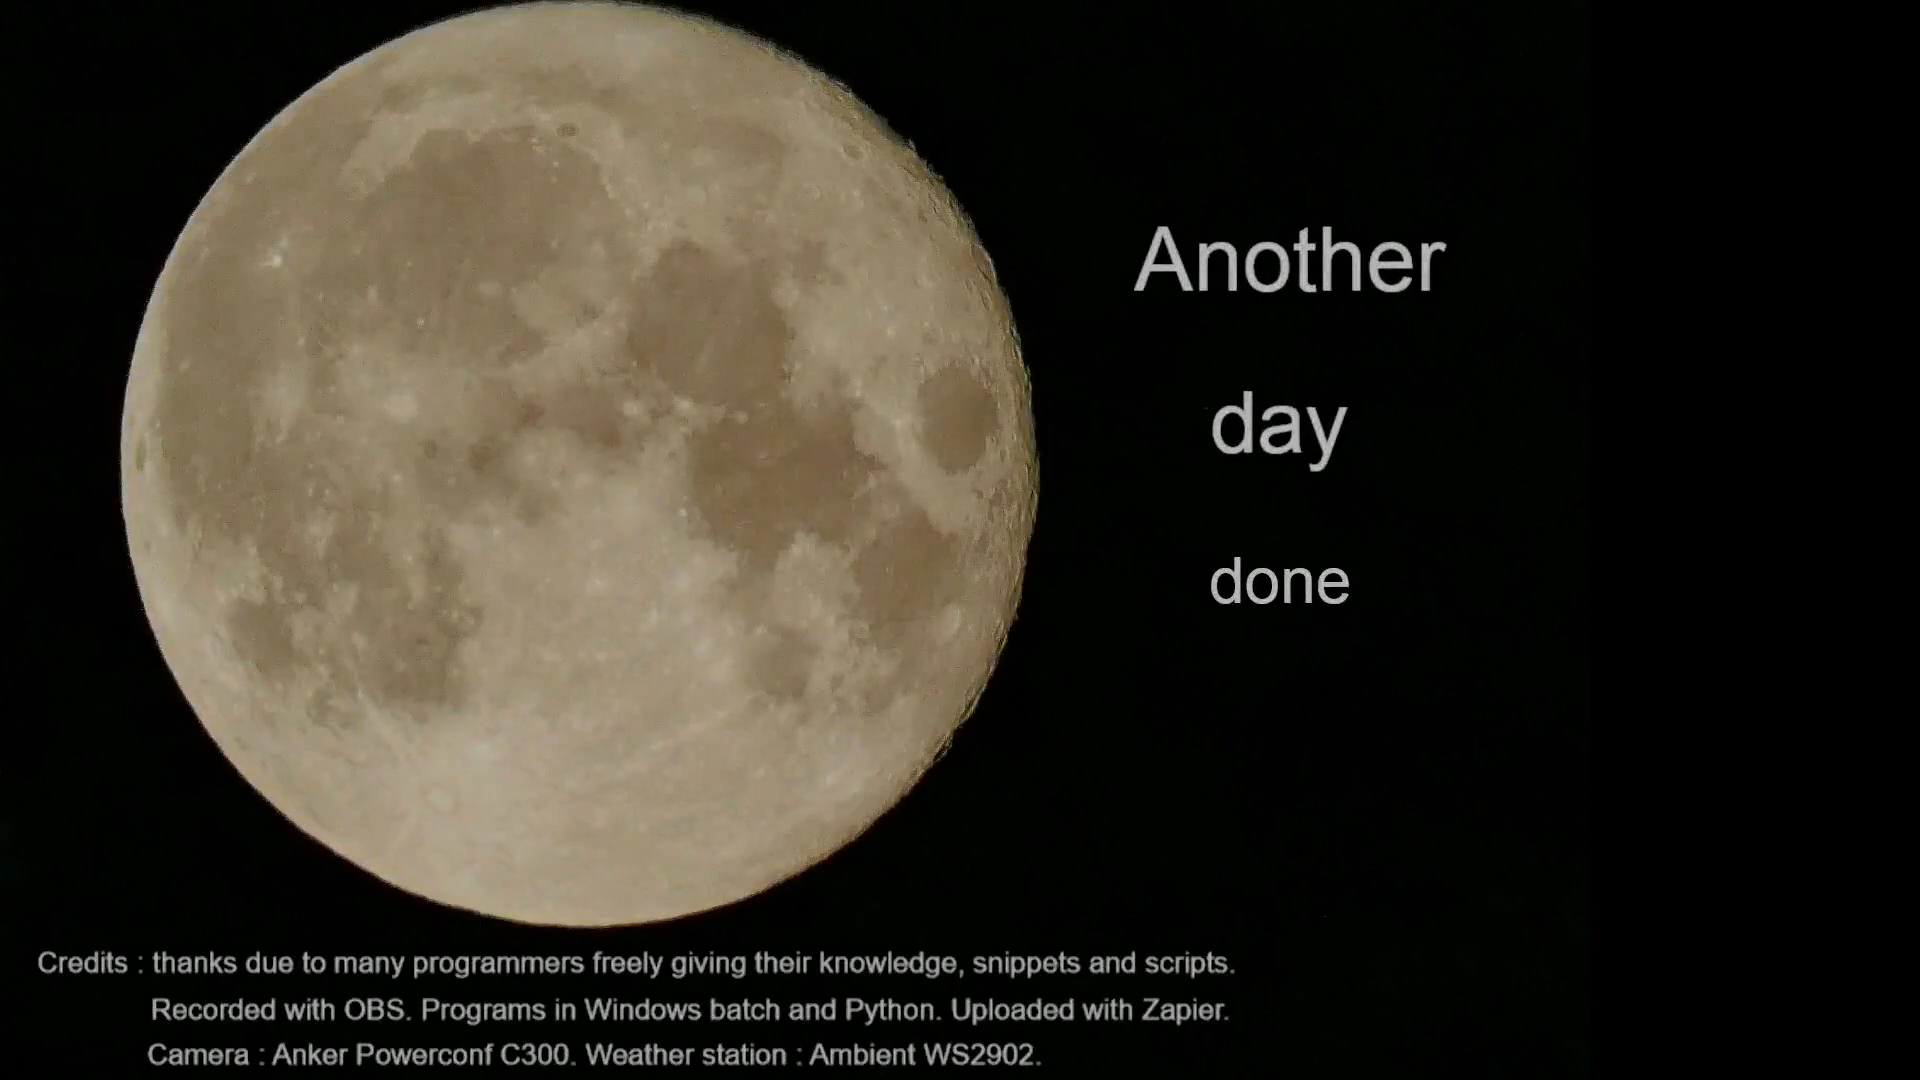 Another
day
done
Credits : thanks due to many programmers freely giving their knowledge, snippets and scripts.
Recorded with OBS. Programs in Windows batch and Python. Uploaded with Zapier.
Camera : Anker Powerconf C300. Weather station : Ambient WS2902.